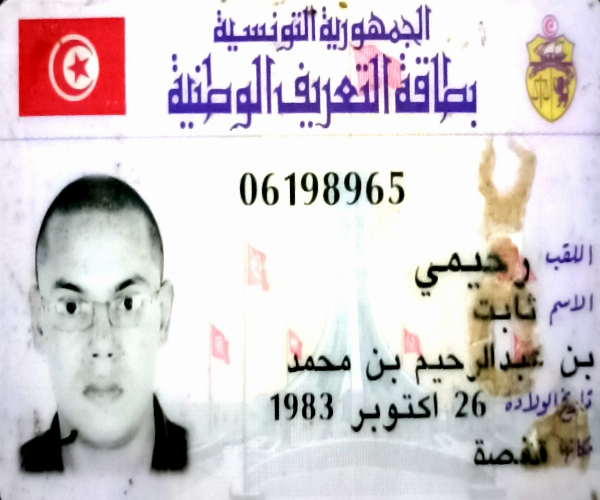 الجمهورية التونسية
بطاقة التعريف الوطنية
06198965
اللقب رحيمي
الاسم ثابت
بن عبدالرحيم بن محمد
تاريخ الولادة 26 اكتوبر 1983
مكانها قفصة